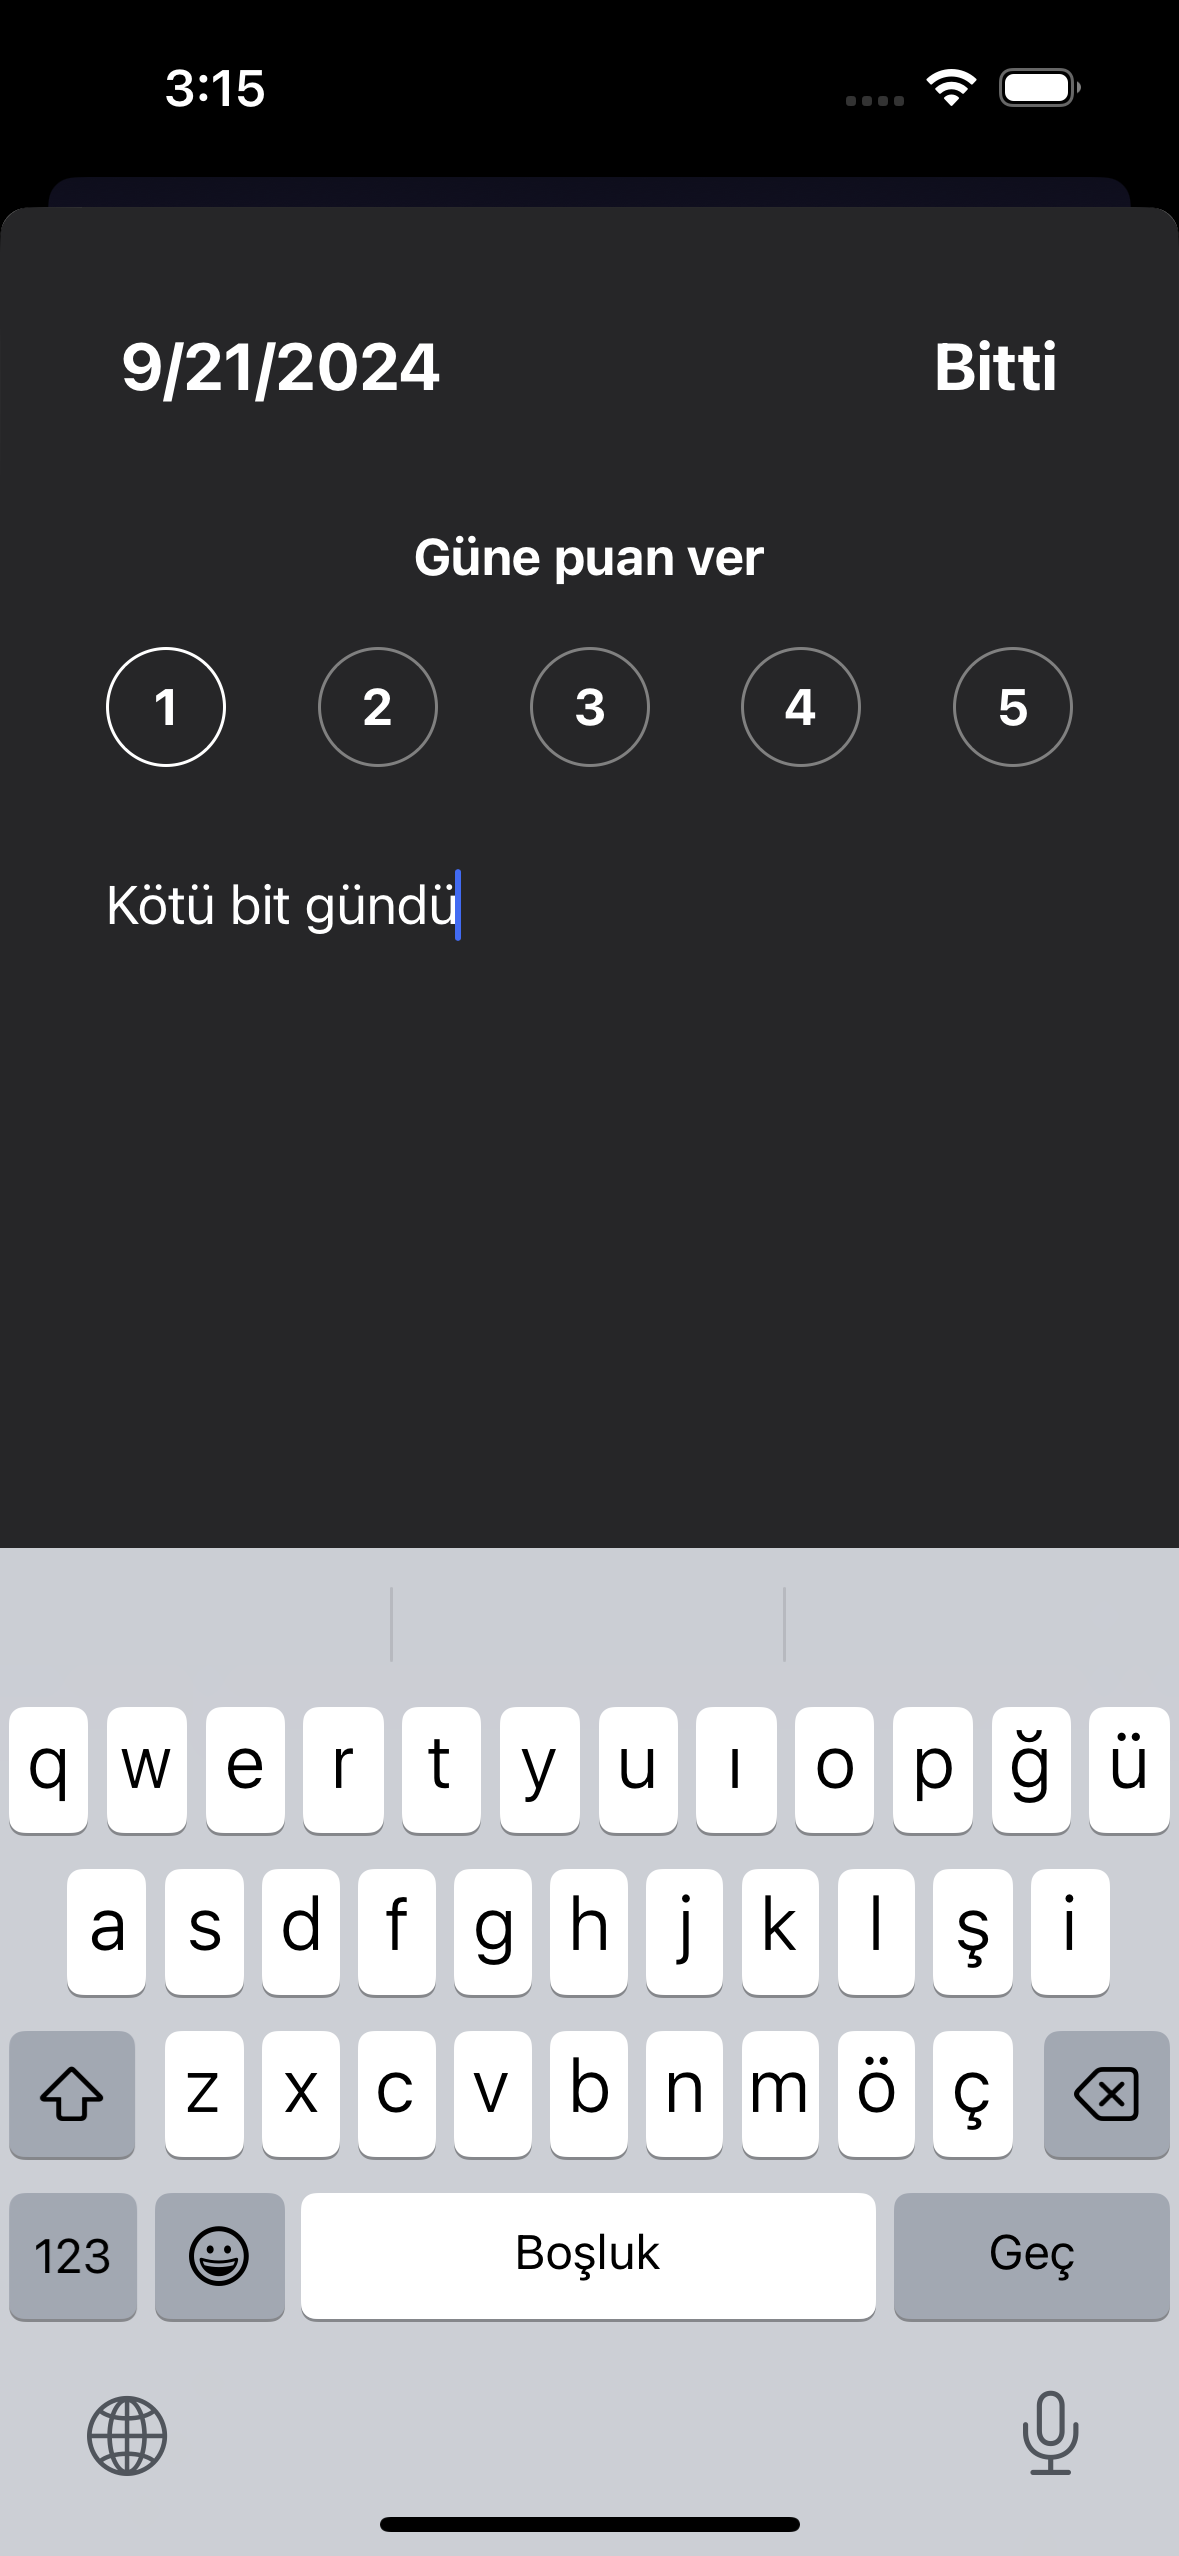 3:15
9/21/2024 Bitti
Güne puan ver
1 2 3 4 5
Kötü bit gündü
q w e r t y u ı o p ğ ü
a s d f g h j k l ş i
z x c v b n m ö ç
123 Boşluk Geç